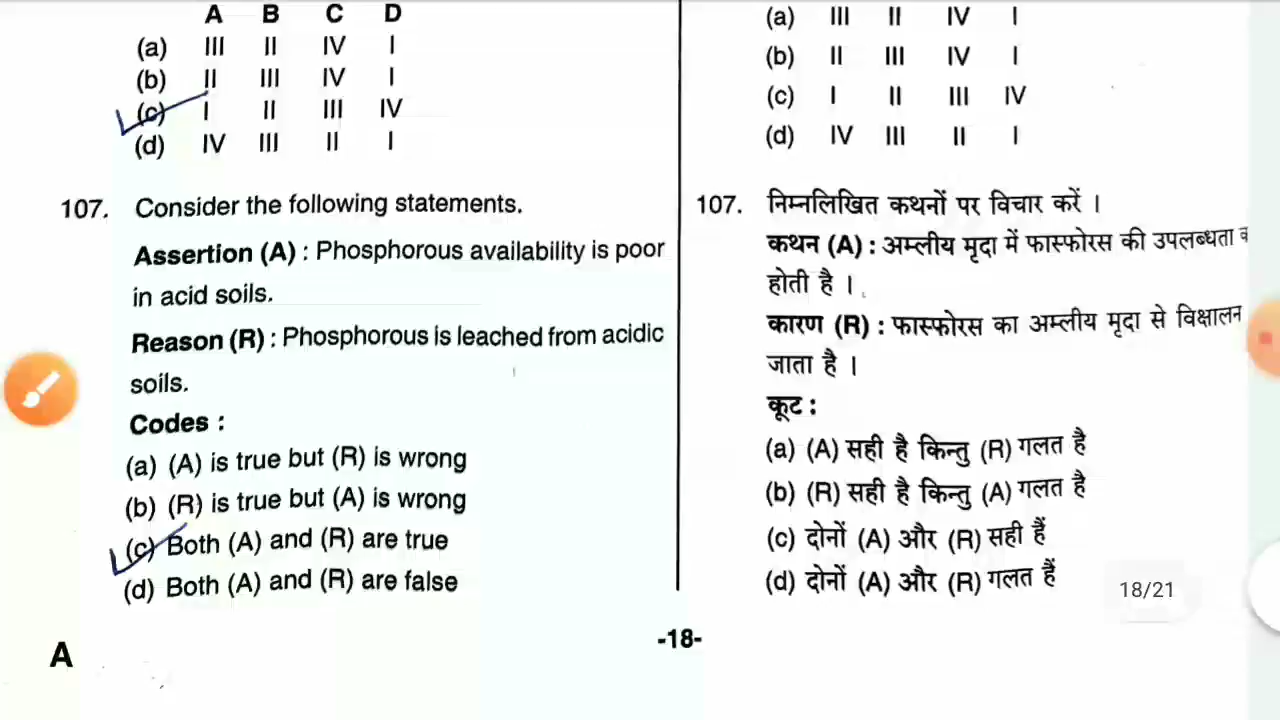 A B C D
(a) III II IV I
(b) II III IV I
(c) I II III IV
(d) IV III II I
107. Consider the following statements.
Assertion (A) : Phosphorous availability is poor
in acid soils.
Reason (R) : Phosphorous is leached from acidic
soils.
Codes :
(a) (A) is true but (R) is wrong
(b) (R) is true but (A) is wrong
(c) Both (A) and (R) are true
(d) Both (A) and (R) are false
(a) III II IV I
(b) II III IV I
(c) I II III IV
(d) IV III II I
107. निम्नलिखित कथनों पर विचार करें ।
कथन (A) : अम्लीय मृदा में फास्फोरस की उपलब्धता
होती है ।
कारण (R) : फास्फोरस का अम्लीय मृदा से विक्षालन
जाता है ।
कूट :
(a) (A) सही है किन्तु (R) गलत है
(b) (R) सही है किन्तु (A) गलत है
(c) दोनों (A) और (R) सही हैं
(d) दोनों (A) और (R) गलत हैं
18/21
-18-
A